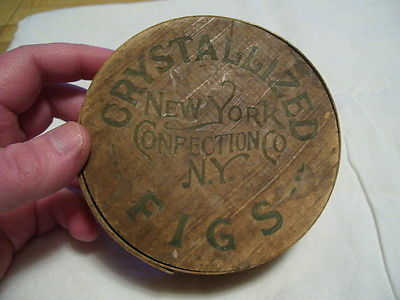 CRYSTALLIZED
NEW YORK
CONFECTION CO
N.Y.
FIGS